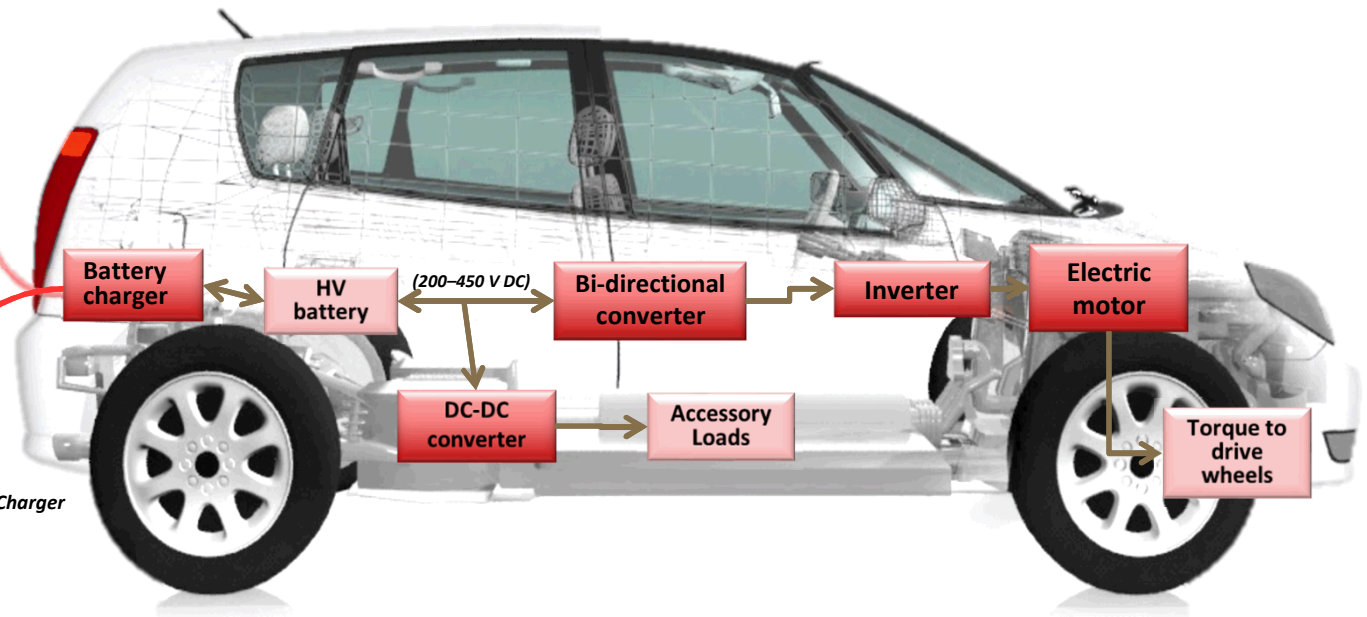 Battery
charger
HV
battery
(200–450 V DC)
Bi-directional
converter
Inverter
Electric
motor
DC-DC
converter
Accessory
Loads
Torque to
drive
wheels
Charger